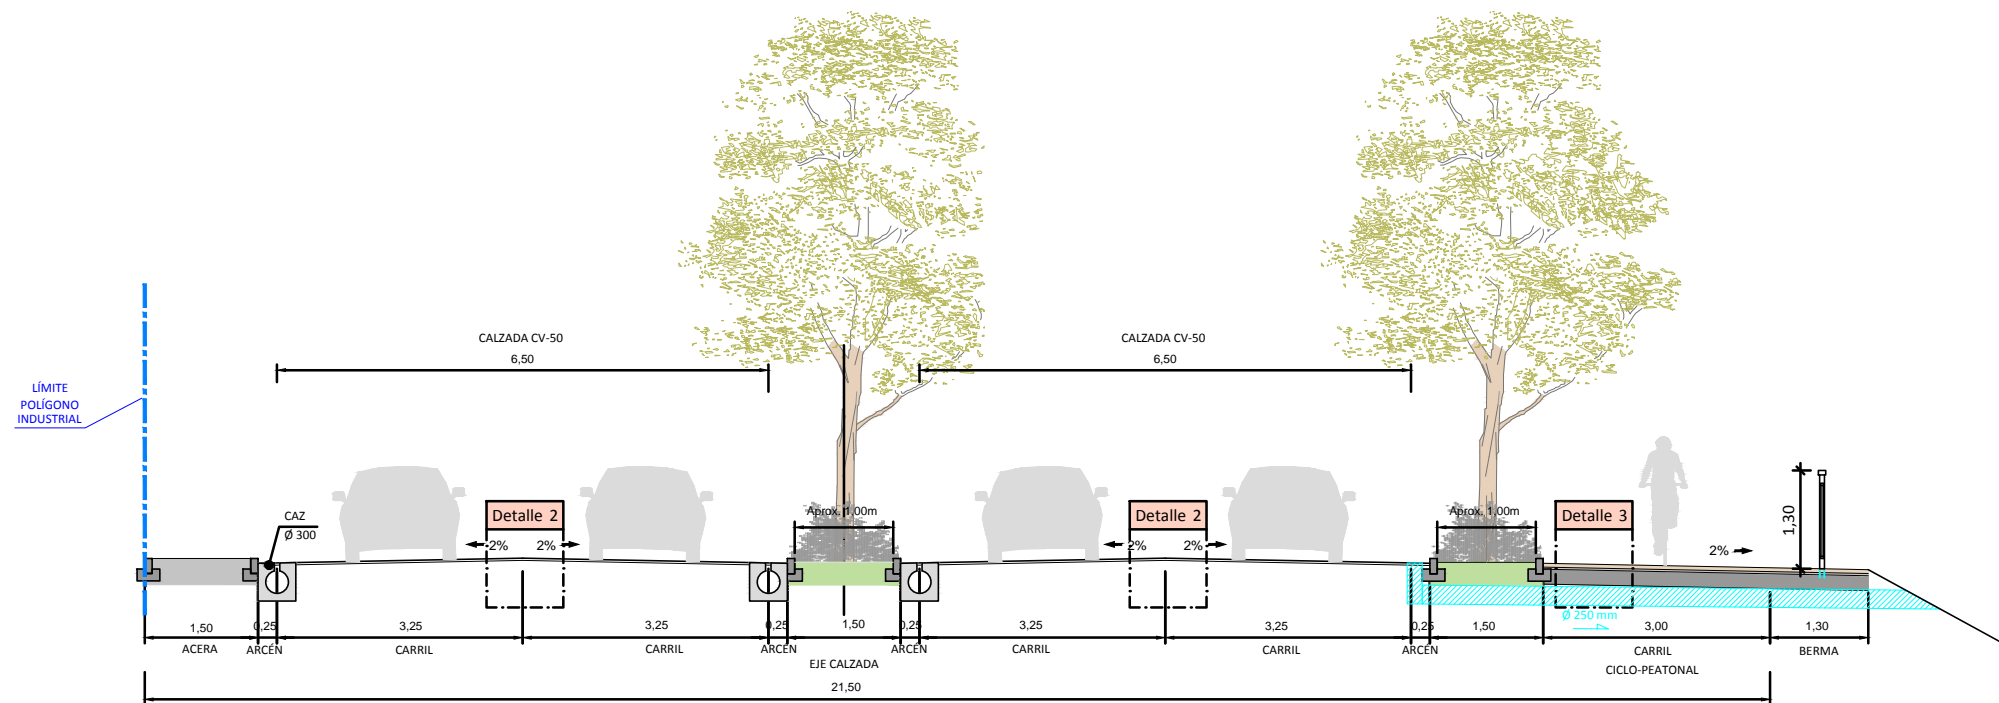 CALZADA CV-50
6,50
CALZADA CV-50
6,50
LÍMITE
POLÍGONO
INDUSTRIAL
CAZ
Ø 300
Detalle 2
2%
2%
Aprox. 1,00m
Detalle 2
2%
2%
Aprox. 1,00m
Detalle 3
2%
1,30
Ø 250 mm
1,50
0,25
3,25
3,25
0,25
1,50
0,25
3,25
3,25
0,25
1,50
3,00
1,30
ACERA
ARCÉN
CARRIL
CARRIL
ARCÉN
EJE CALZADA
ARCÉN
CARRIL
CARRIL
ARCÉN
CARRIL
CICLO-PEATONAL
BERMA
21,50